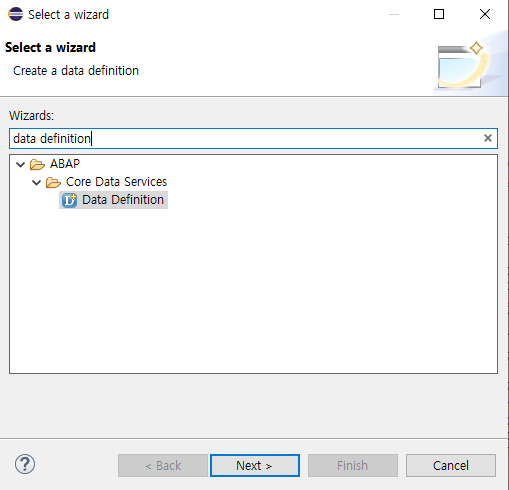 Select a wizard
Select a wizard
Create a data definition
Wizards:
data definition
ABAP
Core Data Services
Data Definition
< Back Next > Finish Cancel